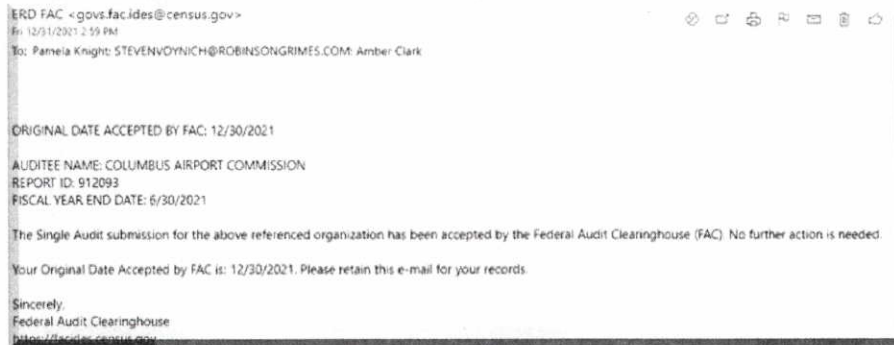 ERD FAC <govs.fac.ides@census.gov>
Fri 12/31/2021 2:59 PM
To: Pamela Knight; STEVENVOYNICH@ROBINSONGRIMES.COM; Amber Clark
ORIGINAL DATE ACCEPTED BY FAC: 12/30/2021
AUDITEE NAME: COLUMBUS AIRPORT COMMISSION
REPORT ID: 912093
FISCAL YEAR END DATE: 6/30/2021
The Single Audit submission for the above referenced organization has been accepted by the Federal Audit Clearinghouse (FAC). No further action is needed.
Your Original Date Accepted by FAC is: 12/30/2021. Please retain this e-mail for your records.
Sincerely,
Federal Audit Clearinghouse
https://facides.census.gov